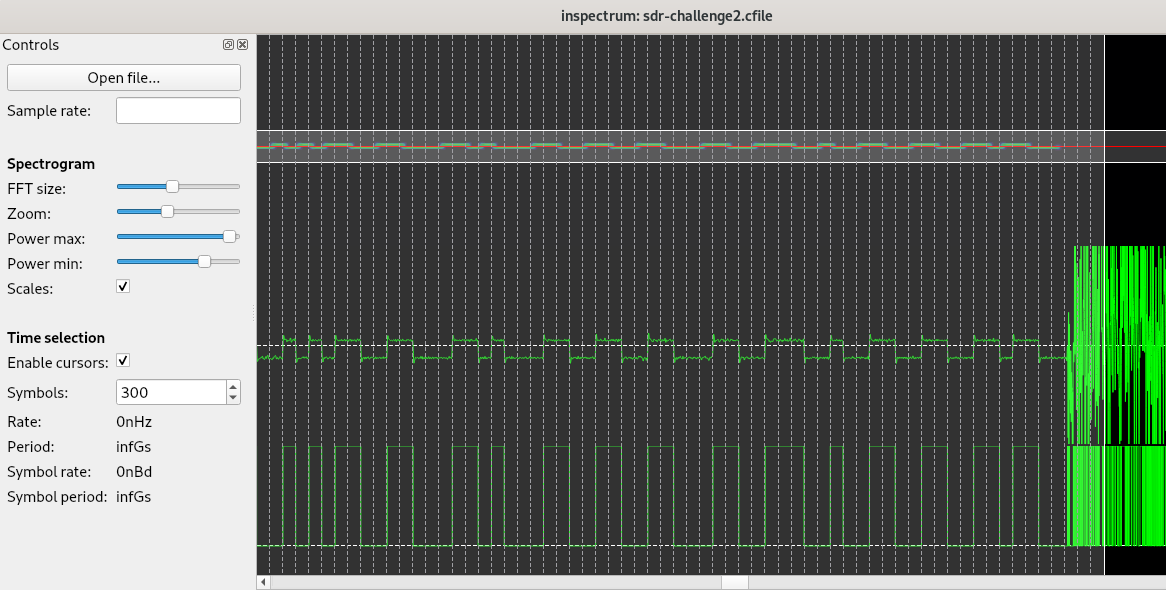 inspectrum: sdr-challenge2.cfile
Controls
Open file...
Sample rate:
Spectrogram
FFT size:
Zoom:
Power max:
Power min:
Scales:
Time selection
Enable cursors:
Symbols: 300
Rate: 0nHz
Period: infGs
Symbol rate: 0nBd
Symbol period: infGs